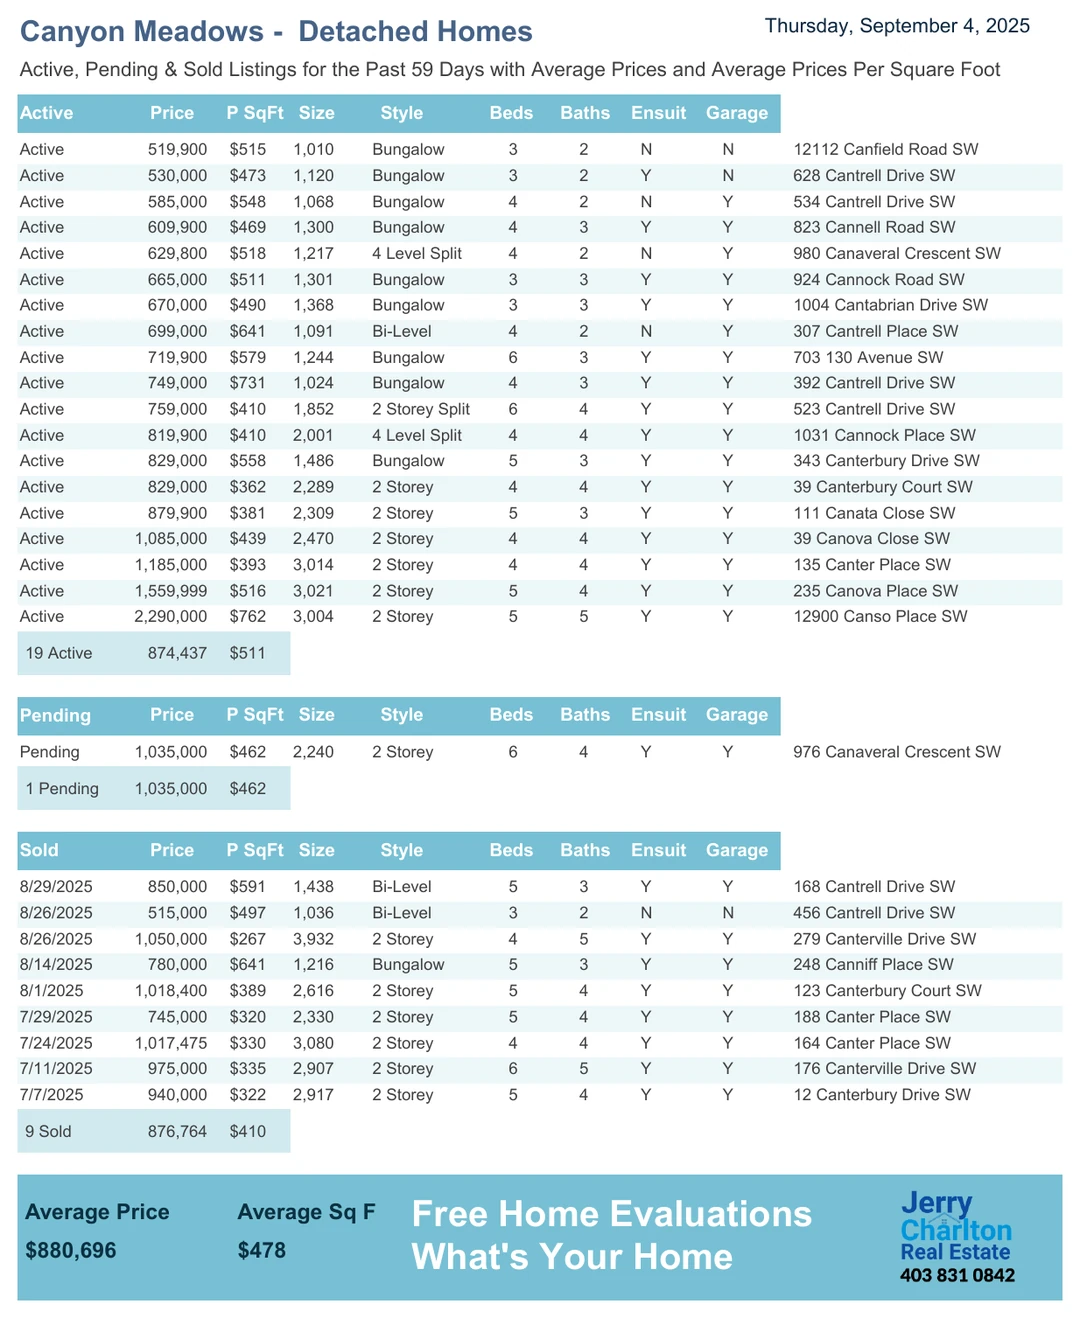 Canyon Meadows -  Detached Homes
Thursday, September 4, 2025
Active, Pending & Sold Listings for the Past 59 Days with Average Prices and Average Prices Per Square Foot
Active Price P SqFt Size Style Beds Baths Ensuit Garage
Active 519,900 $515 1,010 Bungalow 3 2 N N 12112 Canfield Road SW
Active 530,000 $473 1,120 Bungalow 3 2 Y N 628 Cantrell Drive SW
Active 585,000 $548 1,068 Bungalow 4 2 N Y 534 Cantrell Drive SW
Active 609,900 $469 1,300 Bungalow 4 3 Y Y 823 Cannell Road SW
Active 629,800 $518 1,217 4 Level Split 4 2 N Y 980 Canaveral Crescent SW
Active 665,000 $511 1,301 Bungalow 3 3 Y Y 924 Cannock Road SW
Active 670,000 $490 1,368 Bungalow 3 3 Y Y 1004 Cantabrian Drive SW
Active 699,000 $641 1,091 Bi-Level 4 2 N Y 307 Cantrell Place SW
Active 719,900 $579 1,244 Bungalow 6 3 Y Y 703 130 Avenue SW
Active 749,000 $731 1,024 Bungalow 4 3 Y Y 392 Cantrell Drive SW
Active 759,000 $410 1,852 2 Storey Split 6 4 Y Y 523 Cantrell Drive SW
Active 819,900 $410 2,001 4 Level Split 4 4 Y Y 1031 Cannock Place SW
Active 829,000 $558 1,486 Bungalow 5 3 Y Y 343 Canterbury Drive SW
Active 829,000 $362 2,289 2 Storey 4 4 Y Y 39 Canterbury Court SW
Active 879,900 $381 2,309 2 Storey 5 3 Y Y 111 Canata Close SW
Active 1,085,000 $439 2,470 2 Storey 4 4 Y Y 39 Canova Close SW
Active 1,185,000 $393 3,014 2 Storey 4 4 Y Y 135 Canter Place SW
Active 1,559,999 $516 3,021 2 Storey 5 4 Y Y 235 Canova Place SW
Active 2,290,000 $762 3,004 2 Storey 5 5 Y Y 12900 Canso Place SW
19 Active 874,437 $511
Pending Price P SqFt Size Style Beds Baths Ensuit Garage
Pending 1,035,000 $462 2,240 2 Storey 6 4 Y Y 976 Canaveral Crescent SW
1 Pending 1,035,000 $462
Sold Price P SqFt Size Style Beds Baths Ensuit Garage
8/29/2025 850,000 $591 1,438 Bi-Level 5 3 Y Y 168 Cantrell Drive SW
8/26/2025 515,000 $497 1,036 Bi-Level 3 2 N N 456 Cantrell Drive SW
8/26/2025 1,050,000 $267 3,932 2 Storey 4 5 Y Y 279 Canterville Drive SW
8/14/2025 780,000 $641 1,216 Bungalow 5 3 Y Y 248 Canniff Place SW
8/1/2025 1,018,400 $389 2,616 2 Storey 5 4 Y Y 123 Canterbury Court SW
7/29/2025 745,000 $320 2,330 2 Storey 5 4 Y Y 188 Canter Place SW
7/24/2025 1,017,475 $330 3,080 2 Storey 4 4 Y Y 164 Canter Place SW
7/11/2025 975,000 $335 2,907 2 Storey 6 5 Y Y 176 Canterville Drive SW
7/7/2025 940,000 $322 2,917 2 Storey 5 4 Y Y 12 Canterbury Drive SW
9 Sold 876,764 $410
Average Price Average Sq F
$880,696 $478
Free Home Evaluations
What's Your Home
Jerry
Charlton
Real Estate
403 831 0842